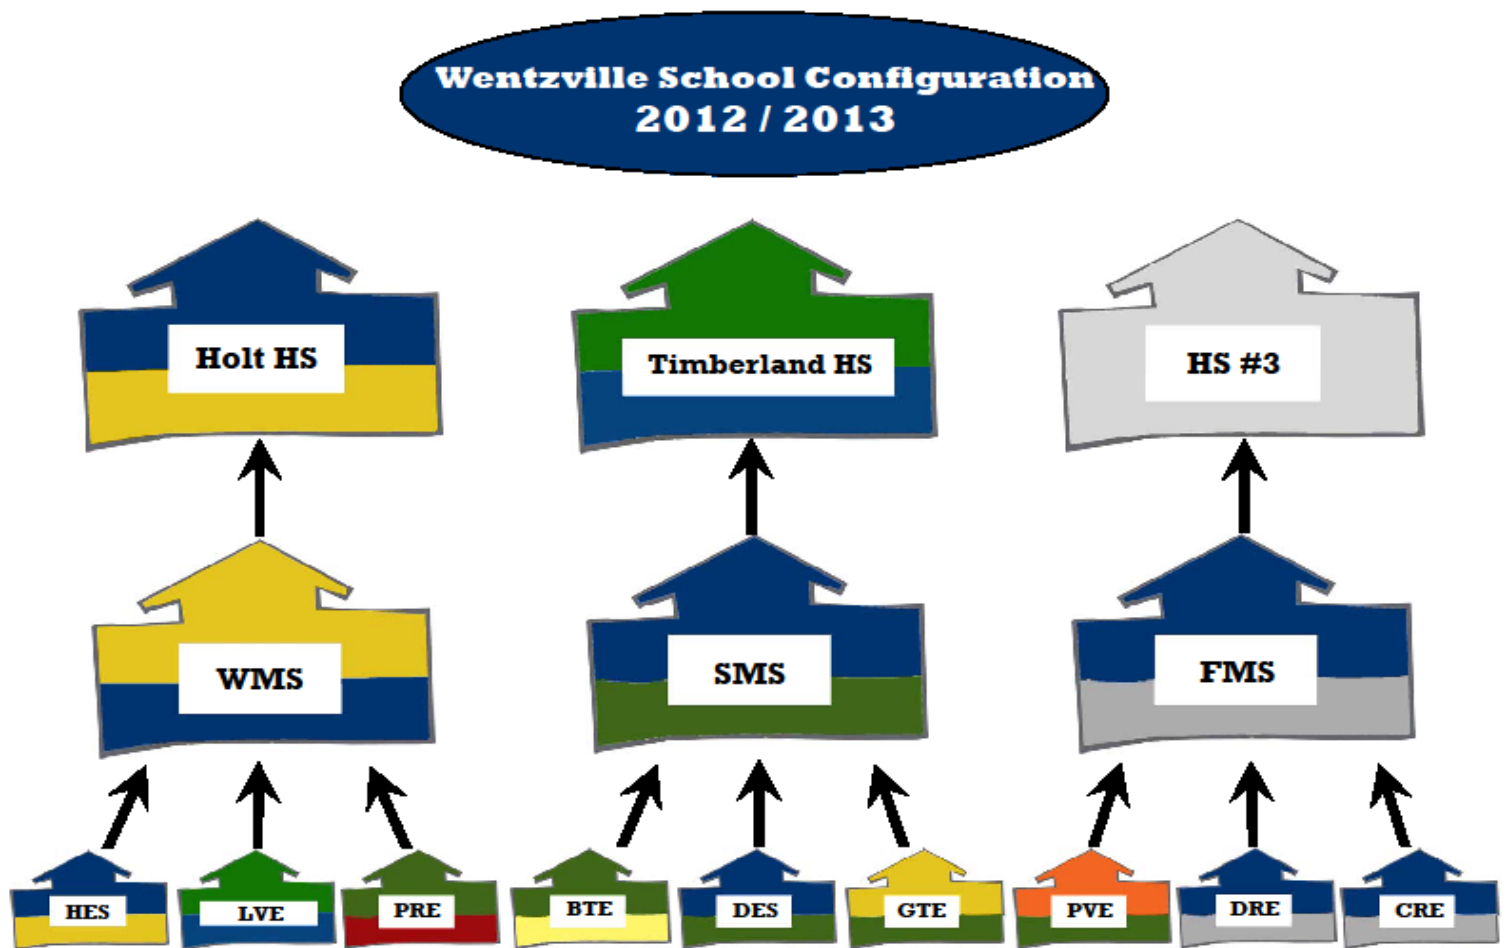 Wentzville School Configuration
2012 / 2013
Holt HS
Timberland HS
HS #3
WMS
SMS
FMS
HES
LVE
PRE
BTE
DES
GTE
PVE
DRE
CRE